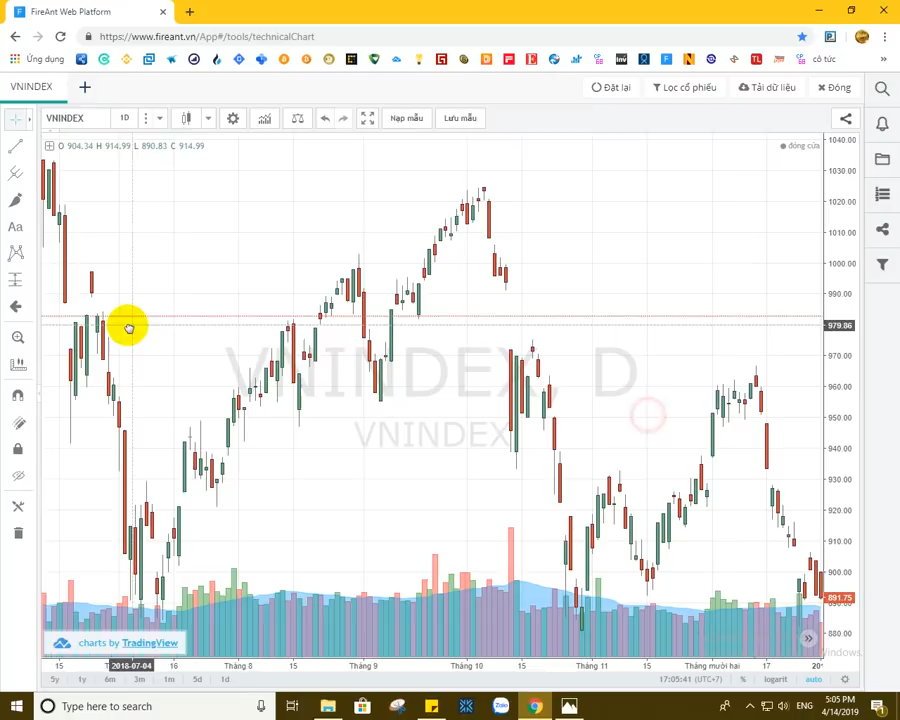 FireAnt Web Platform
https://www.fireant.vn/App#/tools/technicalChart
Ứng dụng
cổ tức
VNINDEX
Đặt lại
Lọc cổ phiếu
Tải dữ liệu
Đóng
VNINDEX
1D
Nạp mẫu
Lưu mẫu
O 904.34 H 914.99 L 890.83 C 914.99
đóng cửa
1040.00
1030.00
1020.00
1010.00
1000.00
990.00
979.86
970.00
960.00
950.00
940.00
930.00
920.00
910.00
900.00
891.75
880.00
VNINDEX, D
VNINDEX
charts by TradingView
15
2018-07-04
16
Tháng 8
15
Tháng 9
Tháng 10
15
Tháng 11
15
Tháng mười hai
17
5y
1y
6m
3m
1m
5d
1d
17:05:41 (UTC+7)
%
logarit
auto
Type here to search
ENG
5:05 PM
4/14/2019